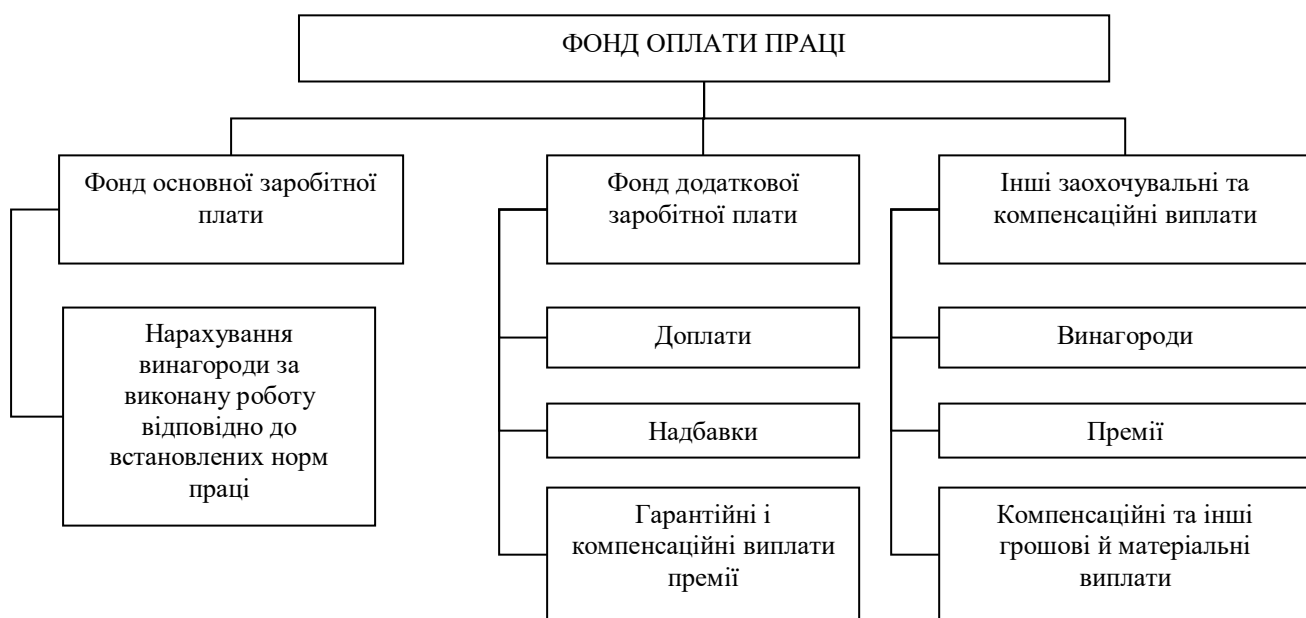 ФОНД ОПЛАТИ ПРАЦІ
Фонд основної заробітної
плати
Фонд додаткової
заробітної плати
Інші заохочувальні та
компенсаційні виплати
Нарахування
винагороди за
виконану роботу
відповідно до
встановлених норм
праці
Доплати
Надбавки
Гарантійні і
компенсаційні виплати
премії
Винагороди
Премії
Компенсаційні та інші
грошові й матеріальні
виплати